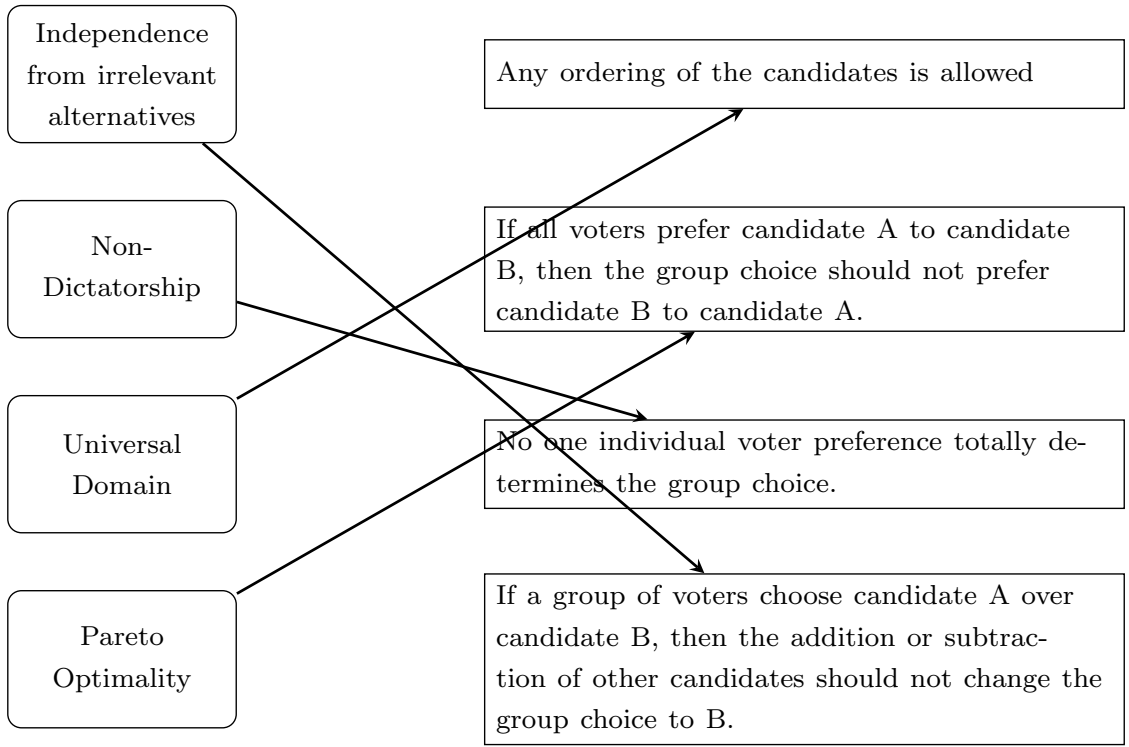 Independence
from irrelevant
alternatives
Non-
Dictatorship
Universal
Domain
Pareto
Optimality
Any ordering of the candidates is allowed
If all voters prefer candidate A to candidate
B, then the group choice should not prefer
candidate B to candidate A.
No one individual voter preference totally de-
termines the group choice.
If a group of voters choose candidate A over
candidate B, then the addition or subtrac-
tion of other candidates should not change the
group choice to B.